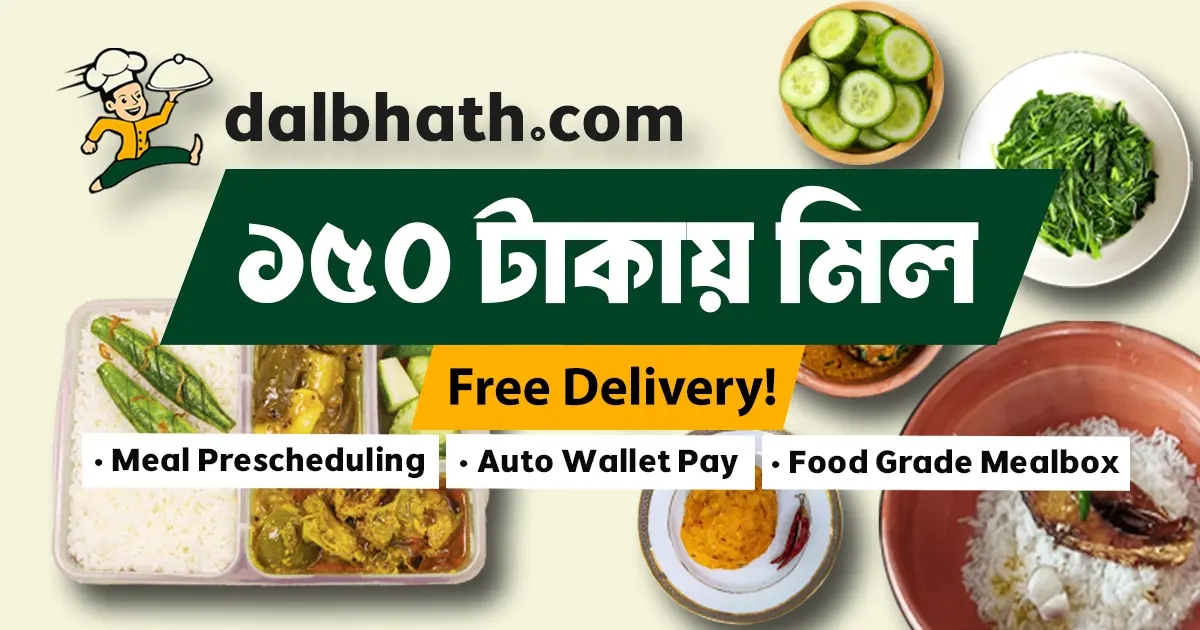 dalbhath.com
১৫০ টাকায় মিল
Free Delivery!
· Meal Prescheduling
· Auto Wallet Pay
· Food Grade Mealbox